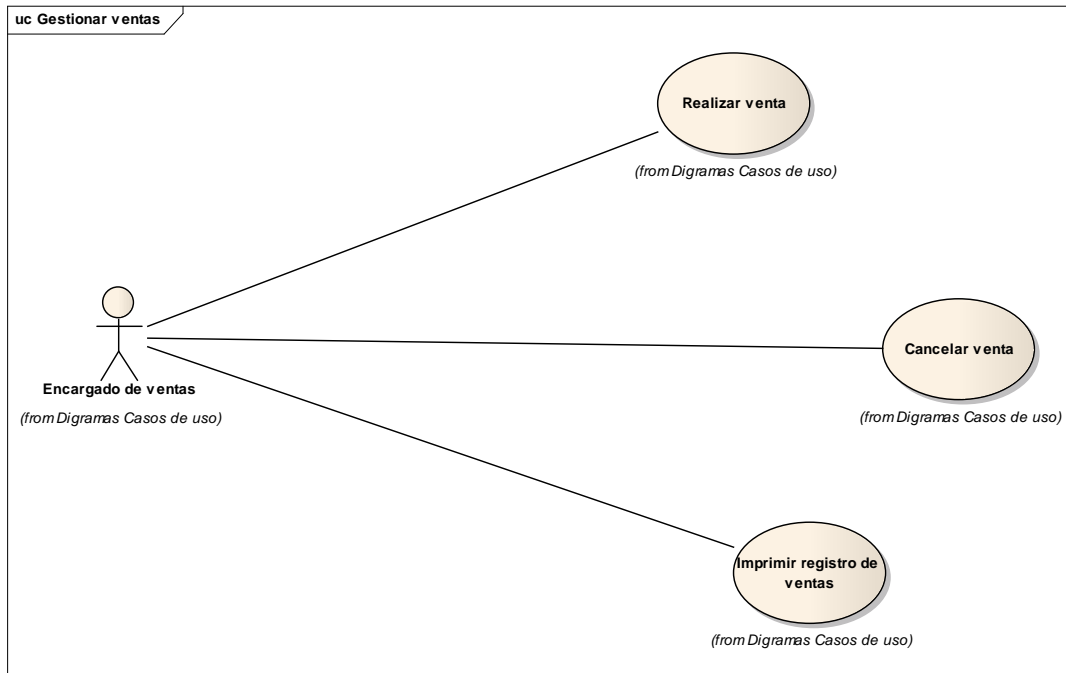 uc Gestionar ventas
Realizar venta
(from Digramas Casos de uso)
Cancelar venta
(from Digramas Casos de uso)
Encargado de ventas
(from Digramas Casos de uso)
Imprimir registro de
ventas
(from Digramas Casos de uso)